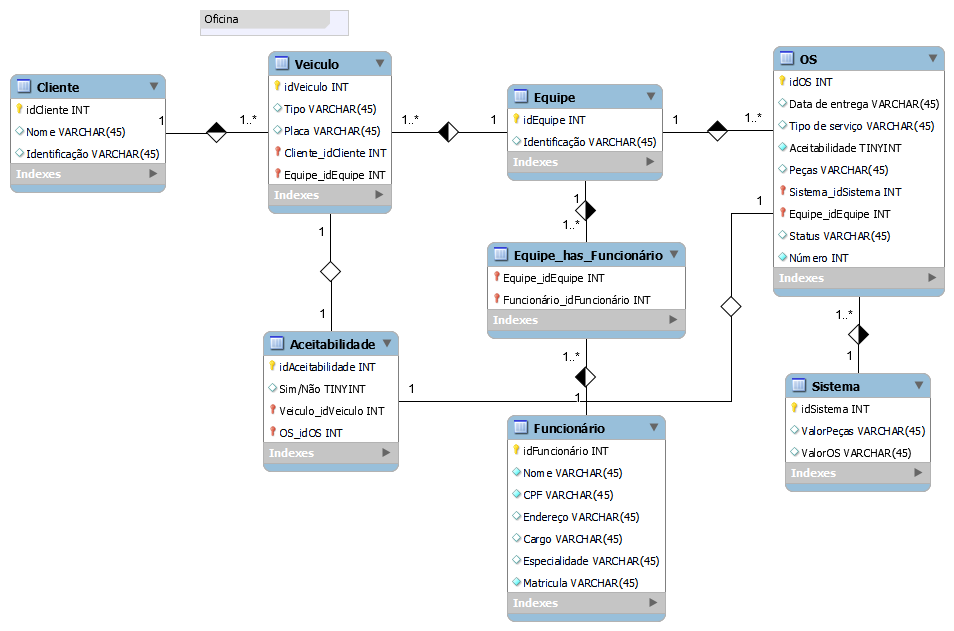 Oficina
Cliente
idCliente INT
Nome VARCHAR(45)
Identificação VARCHAR(45)
Indexes
1
1..*
Veiculo
idVeiculo INT
Tipo VARCHAR(45)
Placa VARCHAR(45)
Cliente_idCliente INT
Equipe_idEquipe INT
Indexes
1..*
1
Equipe
idEquipe INT
Identificação VARCHAR(45)
Indexes
1
1..*
OS
idOS INT
Data de entrega VARCHAR(45)
Tipo de serviço VARCHAR(45)
Aceitabilidade TINYINT
Peças VARCHAR(45)
Sistema_idSistema INT
Equipe_idEquipe INT
Status VARCHAR(45)
Número INT
Indexes
1
1..*
Equipe_has_Funcionário
Equipe_idEquipe INT
Funcionário_idFuncionário INT
Indexes
1..*
1
1
1
Aceitabilidade
idAceitabilidade INT
Sim/Não TINYINT
Veiculo_idVeiculo INT
OS_idOS INT
Indexes
1
1
Funcionário
idFuncionário INT
Nome VARCHAR(45)
CPF VARCHAR(45)
Endereço VARCHAR(45)
Cargo VARCHAR(45)
Especialidade VARCHAR(45)
Matricula VARCHAR(45)
Indexes
1..*
1
Sistema
idSistema INT
ValorPeças VARCHAR(45)
ValorOS VARCHAR(45)
Indexes